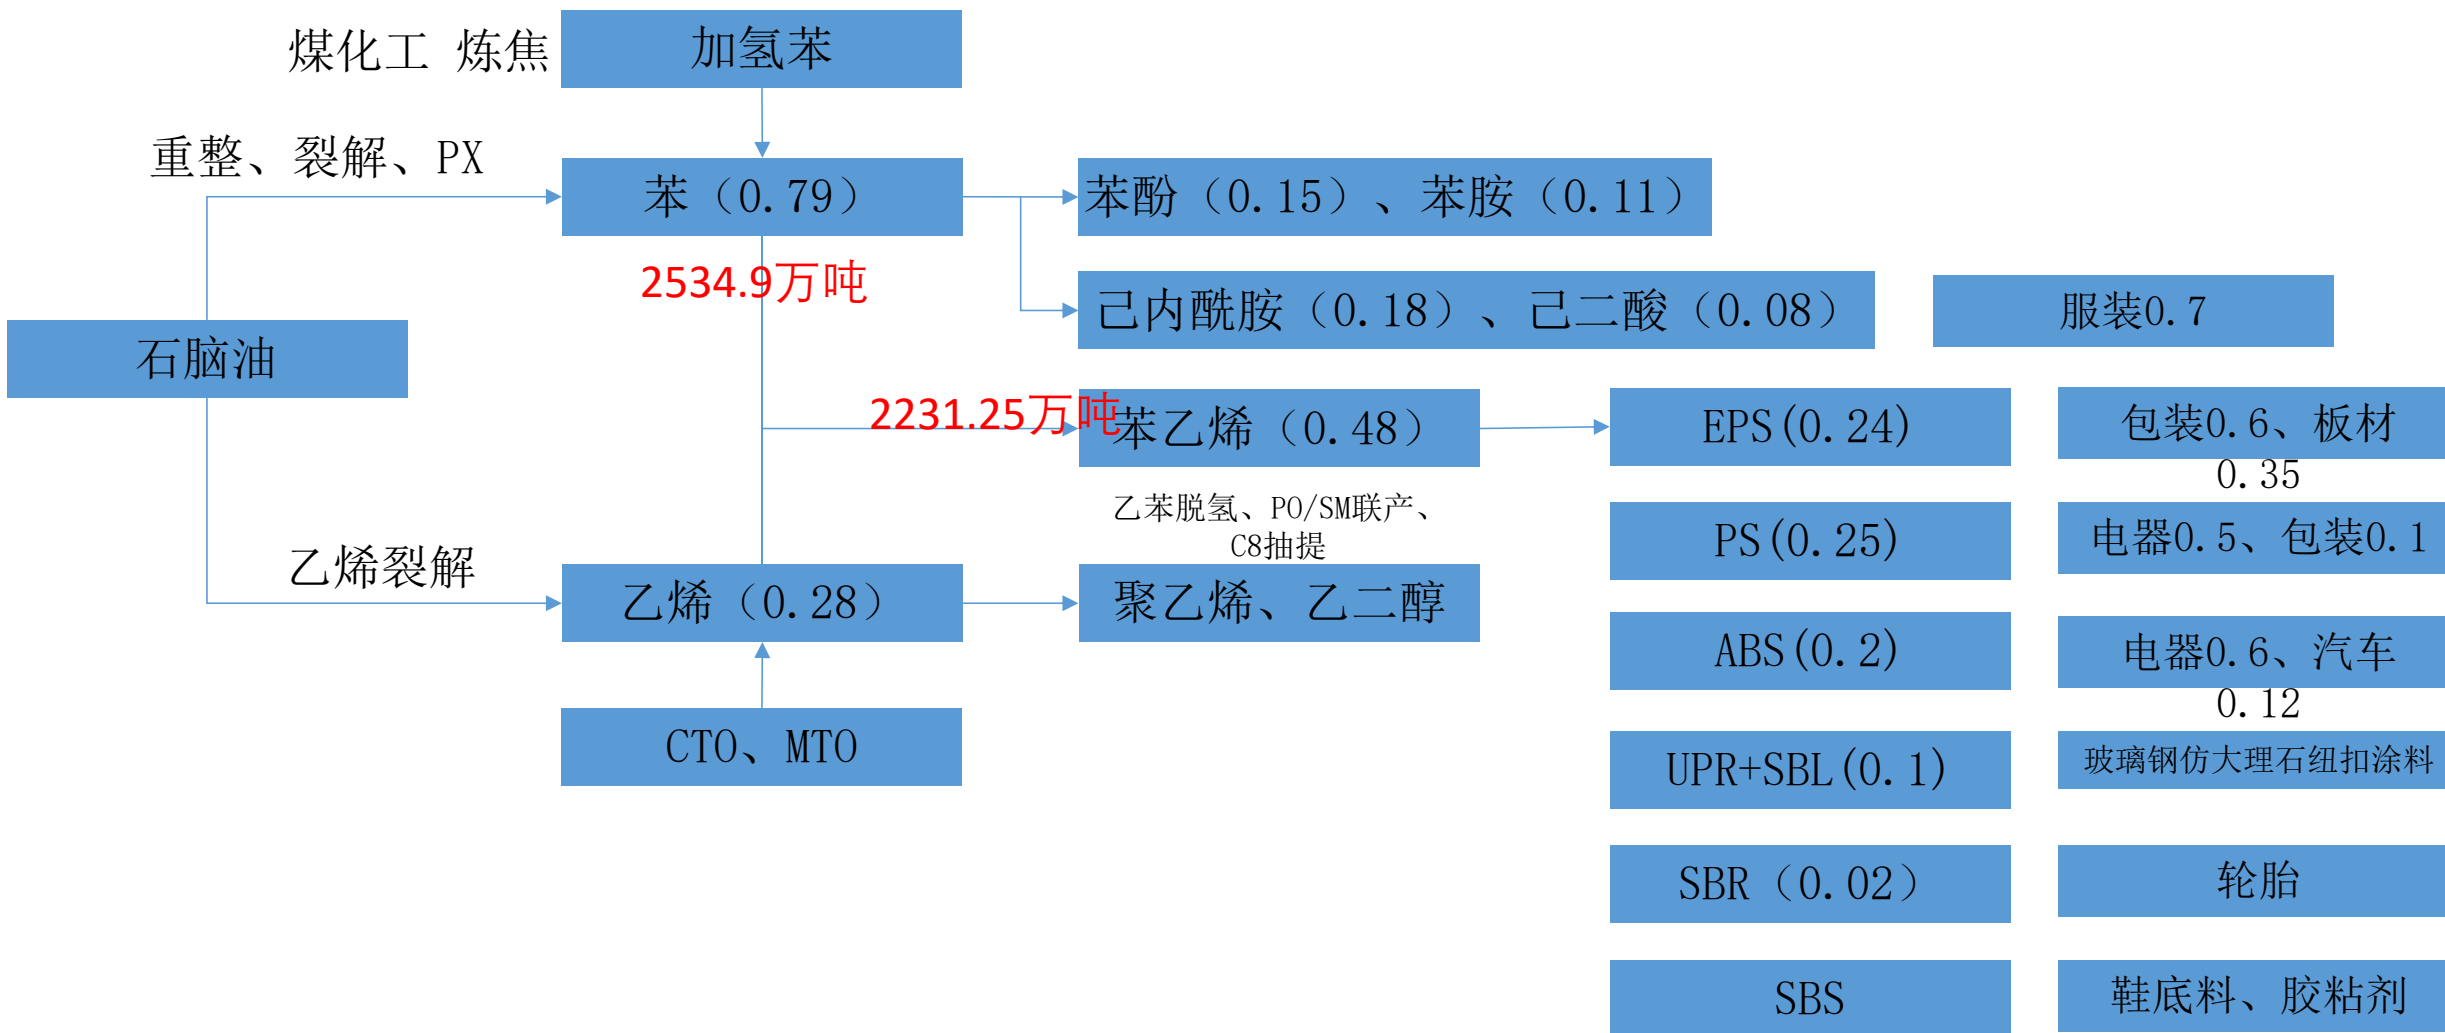 煤化工 炼焦
加氢苯
重整、裂解、PX
苯（0.79）
苯酚（0.15）、苯胺（0.11）
2534.9万吨
己内酰胺（0.18）、己二酸（0.08）
服装0.7
石脑油
2231.25万吨
苯乙烯（0.48）
EPS(0.24)
包装0.6、板材
0.35
乙苯脱氢、PO/SM联产、
C8抽提
PS(0.25)
电器0.5、包装0.1
乙烯裂解
乙烯（0.28）
聚乙烯、乙二醇
ABS(0.2)
电器0.6、汽车
0.12
CTO、MTO
UPR+SBL(0.1)
玻璃钢仿大理石纽扣涂料
SBR（0.02）
轮胎
SBS
鞋底料、胶粘剂